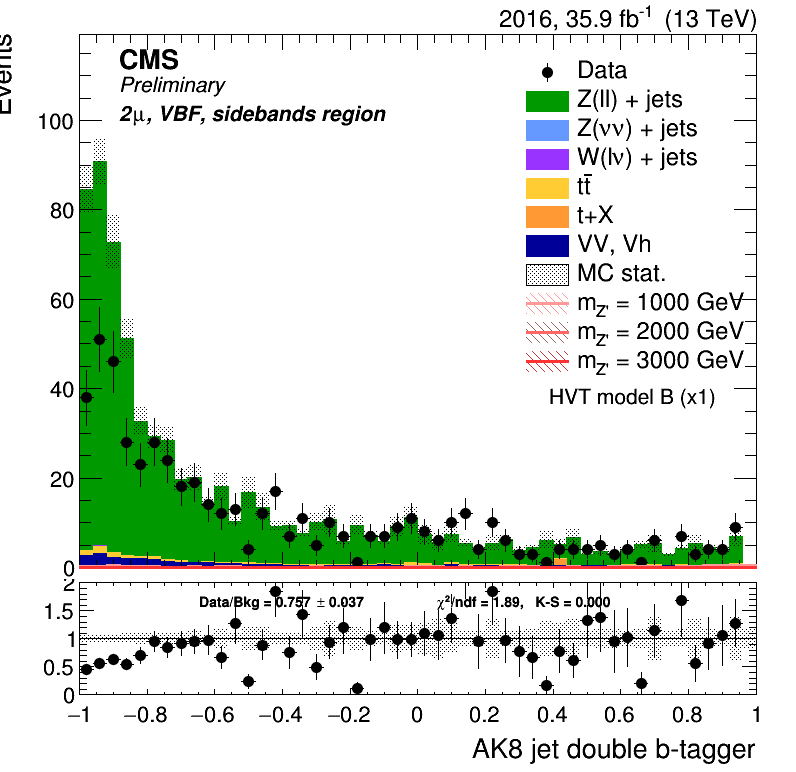 2016, 35.9 fb⁻¹ (13 TeV)
Events
CMS
Preliminary
2μ, VBF, sidebands region
Data
Z(ll) + jets
Z(νν) + jets
W(lν) + jets
tt̄
t+X
VV, Vh
MC stat.
m_Z' = 1000 GeV
m_Z' = 2000 GeV
m_Z' = 3000 GeV
HVT model B (x1)
100
80
60
40
20
0
2
1.5
1
0.5
0
Data/Bkg = 0.757 ± 0.037 χ²/ndf = 1.89, K-S = 0.000
−1 −0.8 −0.6 −0.4 −0.2 0 0.2 0.4 0.6 0.8 1
AK8 jet double b-tagger